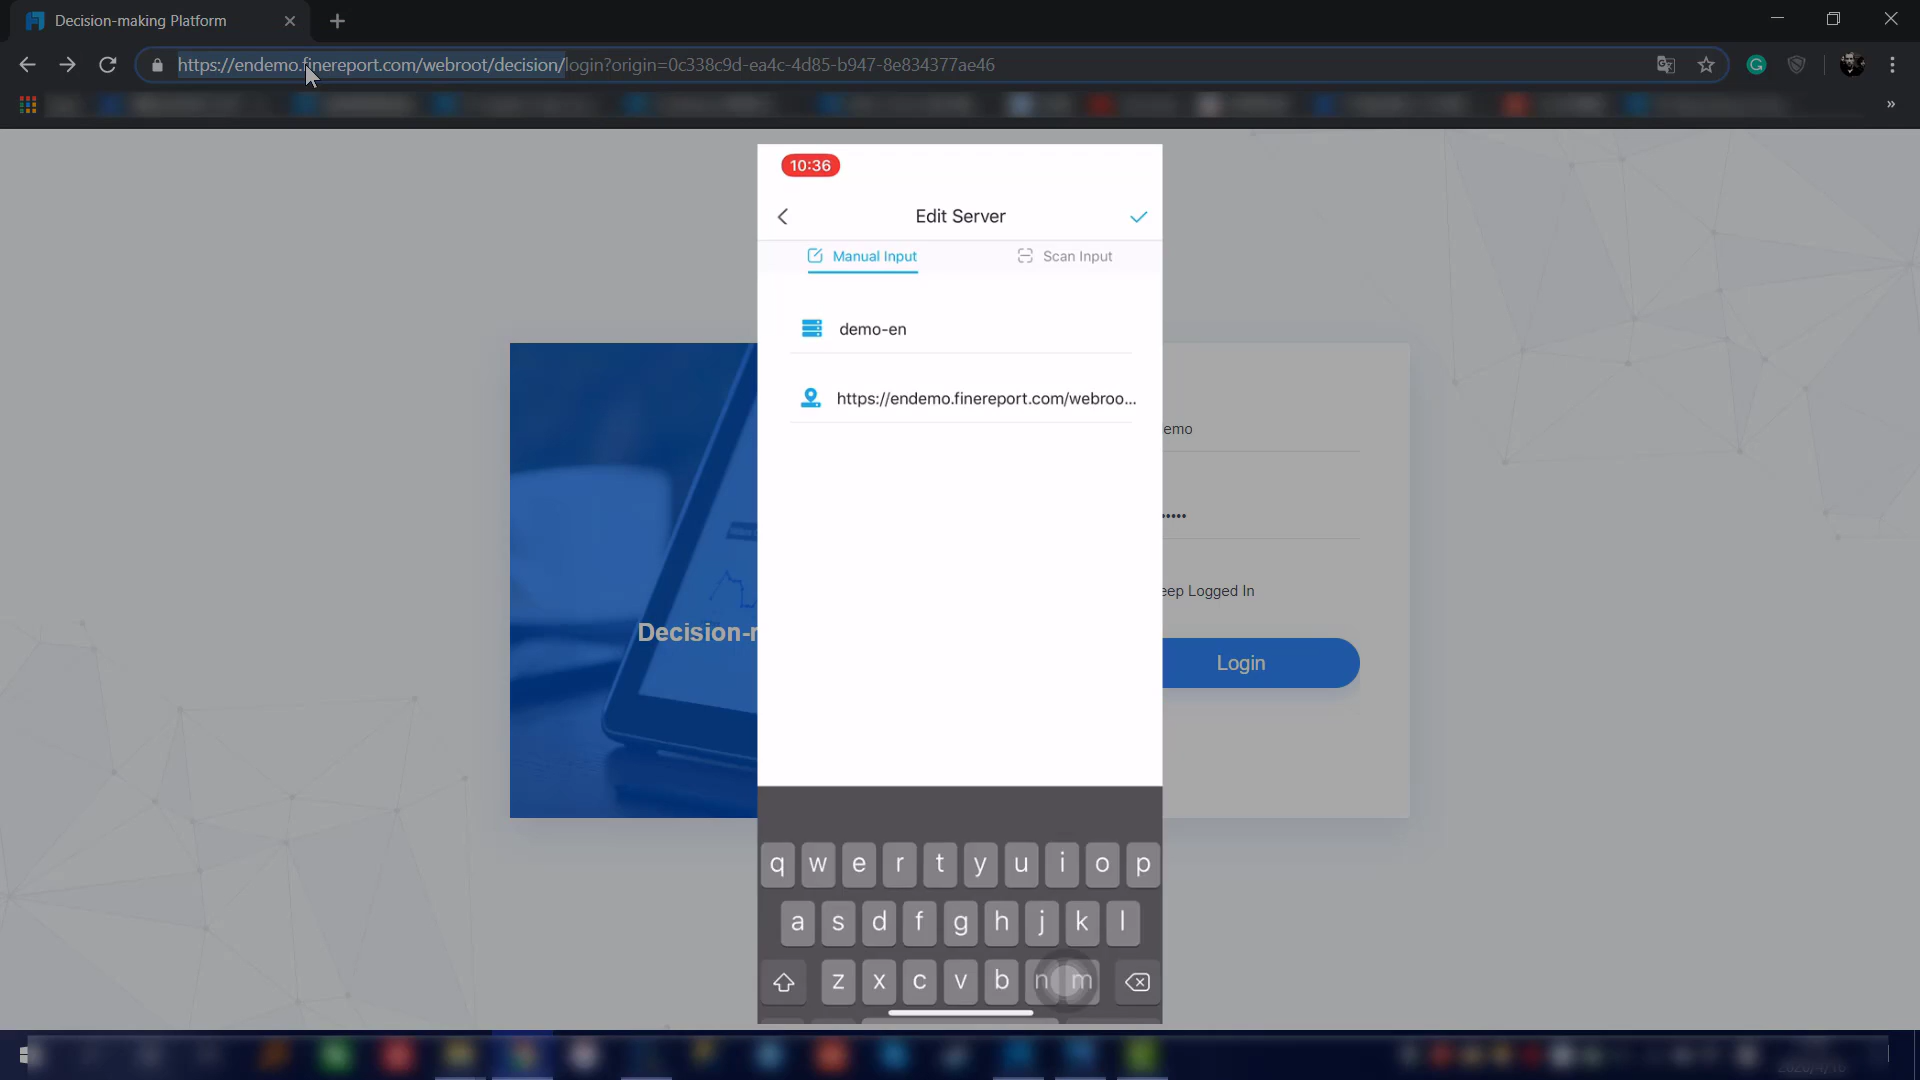 Decision-making Platform
https://endemo.finereport.com/webroot/decision/login?origin=0c338c9d-ea4c-4d85-b947-8e834377ae46
10:36
Edit Server
Manual Input
Scan Input
demo-en
https://endemo.finereport.com/webroo...
emo
•••••
eep Logged In
Decision-r
Login
q w e r t y u i o p
a s d f g h j k l
z x c v b n m